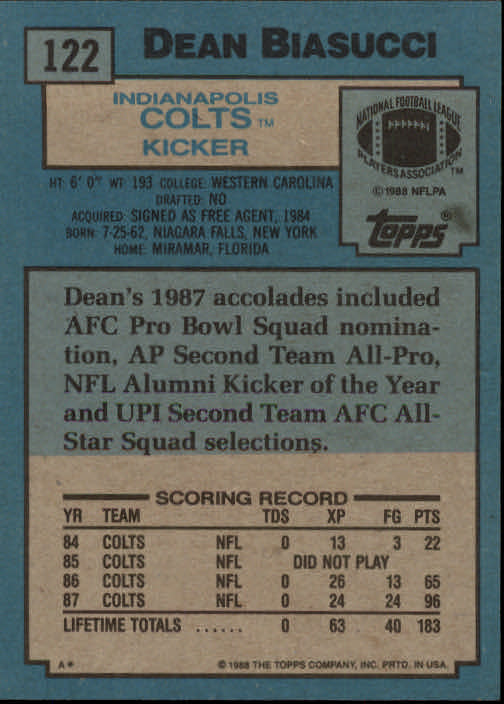 122 DEAN BIASUCCI
INDIANAPOLIS
COLTS TM
KICKER
NATIONAL FOOTBALL LEAGUE
PLAYERS ASSOCIATION
TM
©1988 NFLPA
TOPPS®
HT: 6' 0" WT: 193 COLLEGE: WESTERN CAROLINA
DRAFTED: NO
ACQUIRED: SIGNED AS FREE AGENT, 1984
BORN: 7-25-62, NIAGARA FALLS, NEW YORK
HOME: MIRAMAR, FLORIDA
Dean's 1987 accolades included
AFC Pro Bowl Squad nomina-
tion, AP Second Team All-Pro,
NFL Alumni Kicker of the Year
and UPI Second Team AFC All-
Star Squad selections.
SCORING RECORD
YR TEAM TDS XP FG PTS
84 COLTS NFL 0 13 3 22
85 COLTS NFL DID NOT PLAY
86 COLTS NFL 0 26 13 65
87 COLTS NFL 0 24 24 96
LIFETIME TOTALS ...... 0 63 40 183
A* ©1988 THE TOPPS COMPANY, INC. PRTD. IN USA.